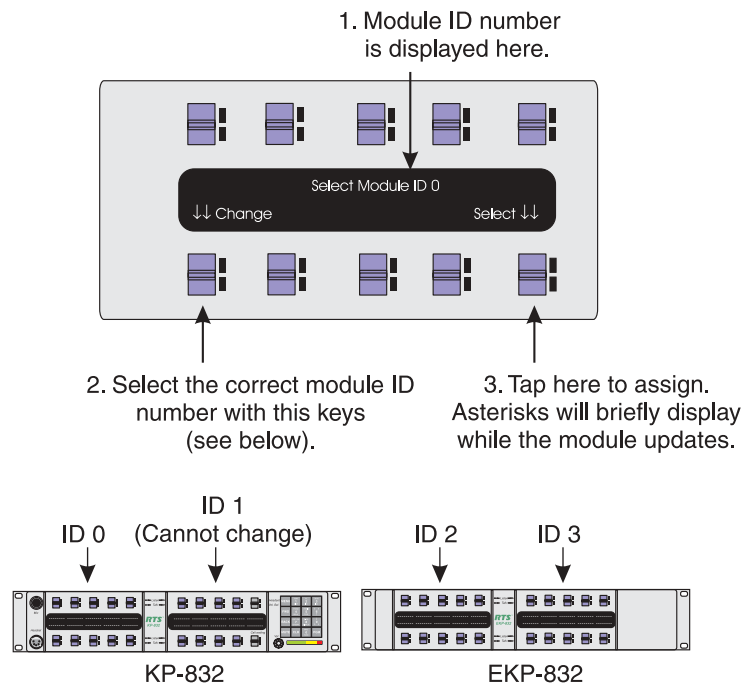 1. Module ID number
is displayed here.
Select Module ID 0
↓↓ Change
Select ↓↓
2. Select the correct module ID
number with this keys
(see below).
3. Tap here to assign.
Asterisks will briefly display
while the module updates.
ID 0
ID 1
(Cannot change)
ID 2
ID 3
RTS
RTS
KP-832
EKP-832